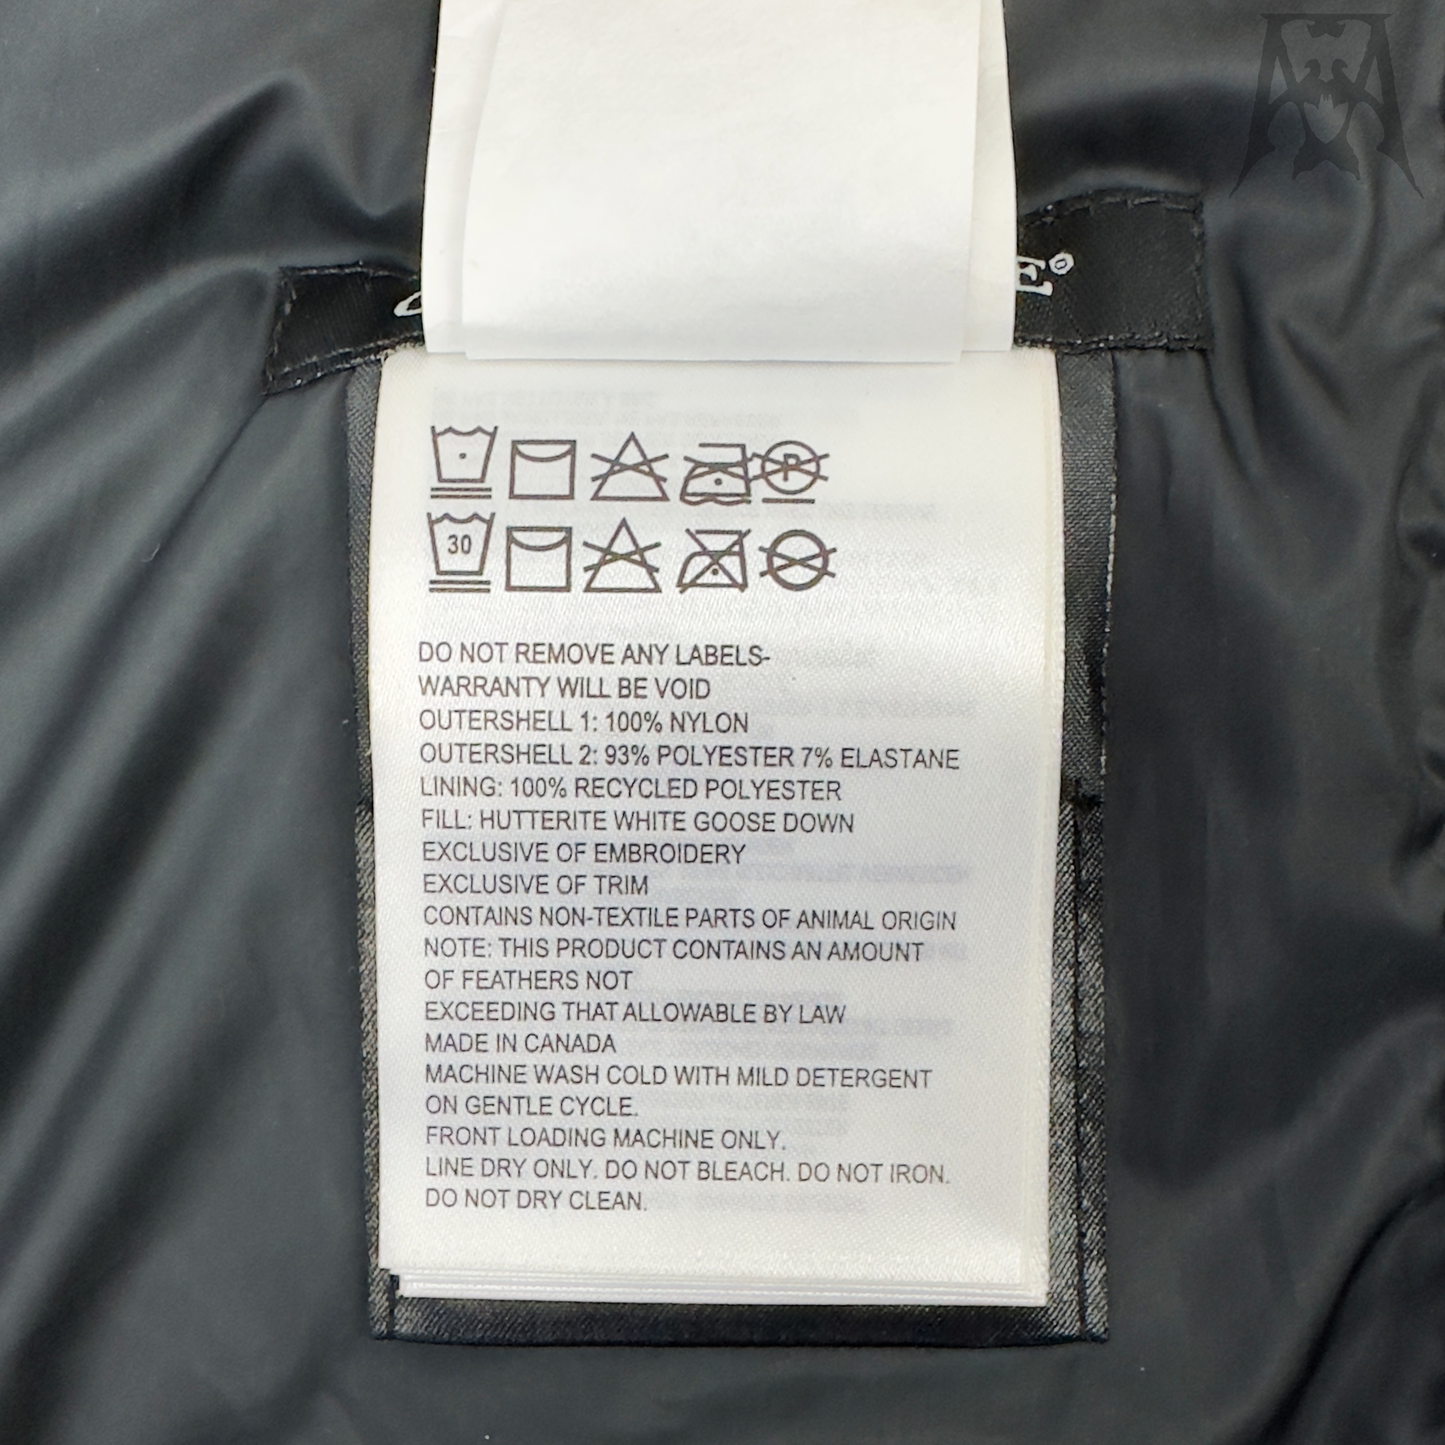 E
P
30
DO NOT REMOVE ANY LABELS-
WARRANTY WILL BE VOID
OUTERSHELL 1: 100% NYLON
OUTERSHELL 2: 93% POLYESTER 7% ELASTANE
LINING: 100% RECYCLED POLYESTER
FILL: HUTTERITE WHITE GOOSE DOWN
EXCLUSIVE OF EMBROIDERY
EXCLUSIVE OF TRIM
CONTAINS NON-TEXTILE PARTS OF ANIMAL ORIGIN
NOTE: THIS PRODUCT CONTAINS AN AMOUNT
OF FEATHERS NOT
EXCEEDING THAT ALLOWABLE BY LAW
MADE IN CANADA
MACHINE WASH COLD WITH MILD DETERGENT
ON GENTLE CYCLE.
FRONT LOADING MACHINE ONLY.
LINE DRY ONLY. DO NOT BLEACH. DO NOT IRON.
DO NOT DRY CLEAN.